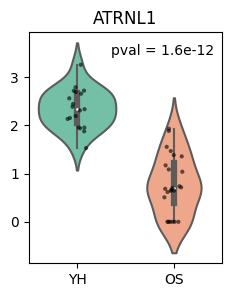 ATRNL1
pval = 1.6e-12
3
2
1
0
YH
OS